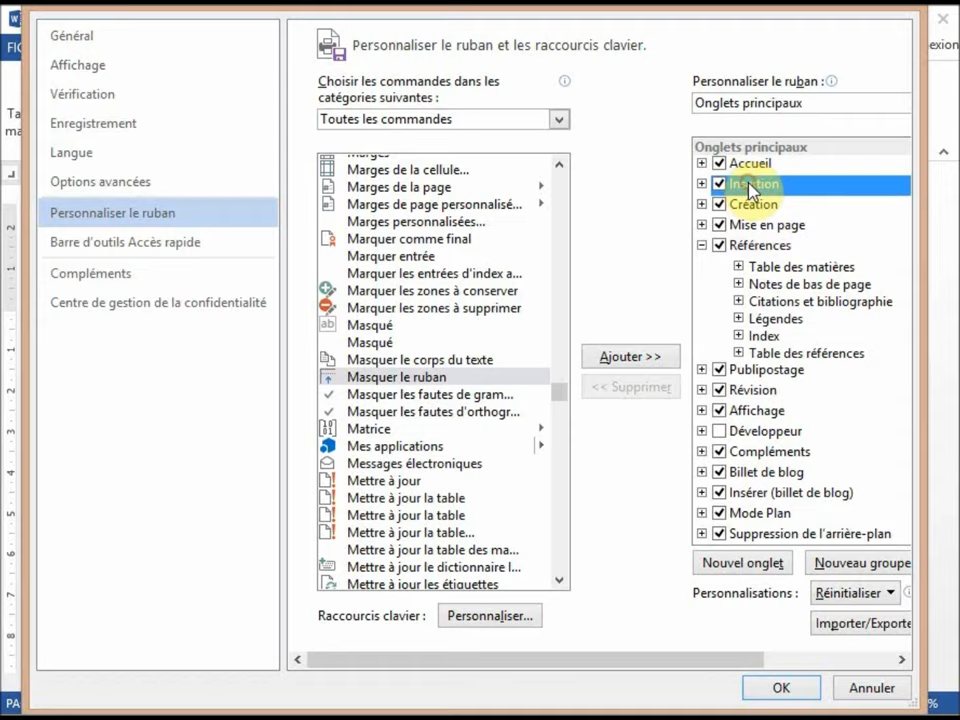 W
FIC
exion
Ta
ma
Général
Affichage
Vérification
Enregistrement
Langue
Options avancées
Personnaliser le ruban
Barre d'outils Accès rapide
Compléments
Centre de gestion de la confidentialité
Personnaliser le ruban et les raccourcis clavier.
Choisir les commandes dans les
catégories suivantes :
Toutes les commandes
Marges
Marges de la cellule...
Marges de la page
Marges de page personnalisé...
Marges personnalisées...
Marquer comme final
Marquer entrée
Marquer les entrées d'index a...
Marquer les zones à conserver
Marquer les zones à supprimer
ab Masqué
Masqué
Masquer le corps du texte
Masquer le ruban
Masquer les fautes de gram...
Masquer les fautes d'orthogr...
Matrice
Mes applications
Messages électroniques
Mettre à jour
Mettre à jour la table
Mettre à jour la table
Mettre à jour la table...
Mettre à jour la table des ma...
Mettre à jour le dictionnaire l...
Mettre à jour les étiquettes
Raccourcis clavier : Personnaliser...
Ajouter >>
<< Supprimer
Personnaliser le ruban :
Onglets principaux
Onglets principaux
Accueil
Insertion
Création
Mise en page
Références
Table des matières
Notes de bas de page
Citations et bibliographie
Légendes
Index
Table des références
Publipostage
Révision
Affichage
Développeur
Compléments
Billet de blog
Insérer (billet de blog)
Mode Plan
Suppression de l'arrière-plan
Nouvel onglet Nouveau groupe
Personnalisations : Réinitialiser
Importer/Exporte
OK Annuler
PA
%